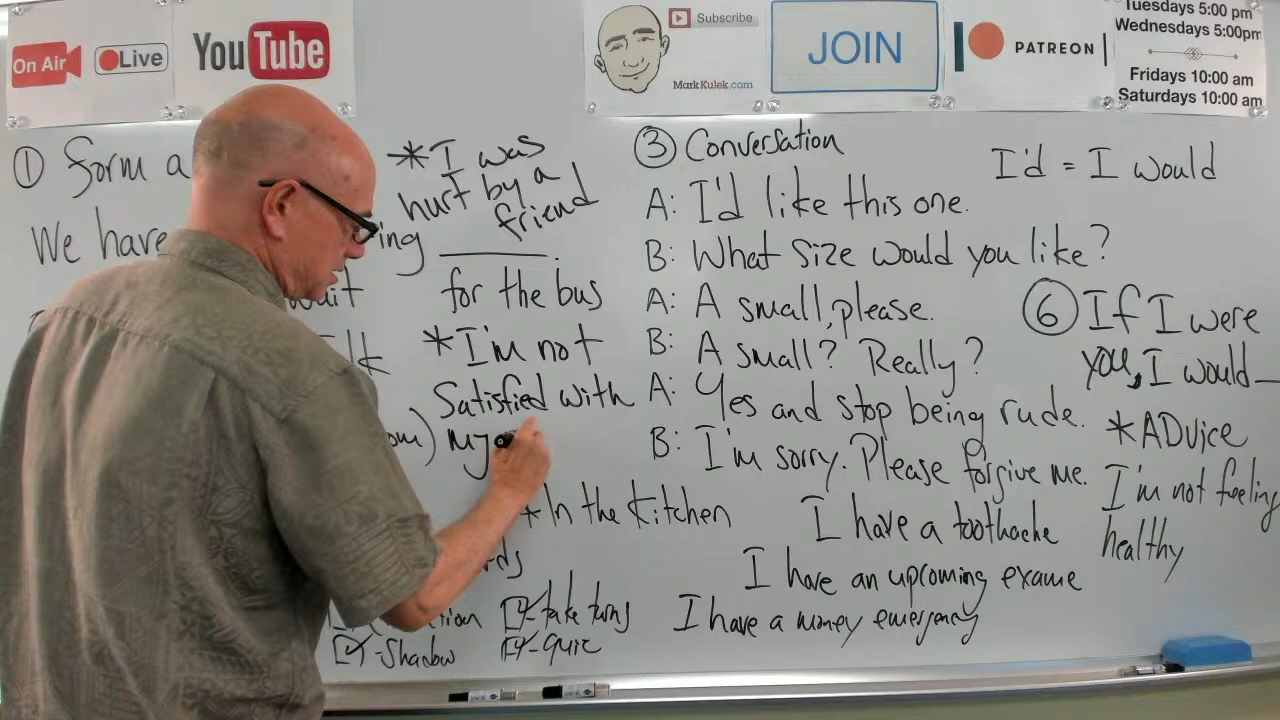 On Air
Live
YouTube
Subscribe
MarkKulek.com
JOIN
PATREON
Tuesdays 5:00 pm
Wednesdays 5:00pm
Fridays 10:00 am
Saturdays 10:00 am
① Form a
We have
ing ____.
wait
for the bus
*I was
hurt by a
friend
*I'm not
Satisfied with
my
*In the Kitchen
-take turns
-Shadow
-Quiz
③ Conversation
A: I'd like this one.
B: What size would you like?
A: A small, please.
B: A small? Really?
A: Yes and stop being rude.
B: I'm sorry. Please forgive me.
I have a toothache
I have an upcoming exame
I have a money emergency
I'd = I would
⑥ If I were
you, I would
*ADvice
I'm not feeling
healthy